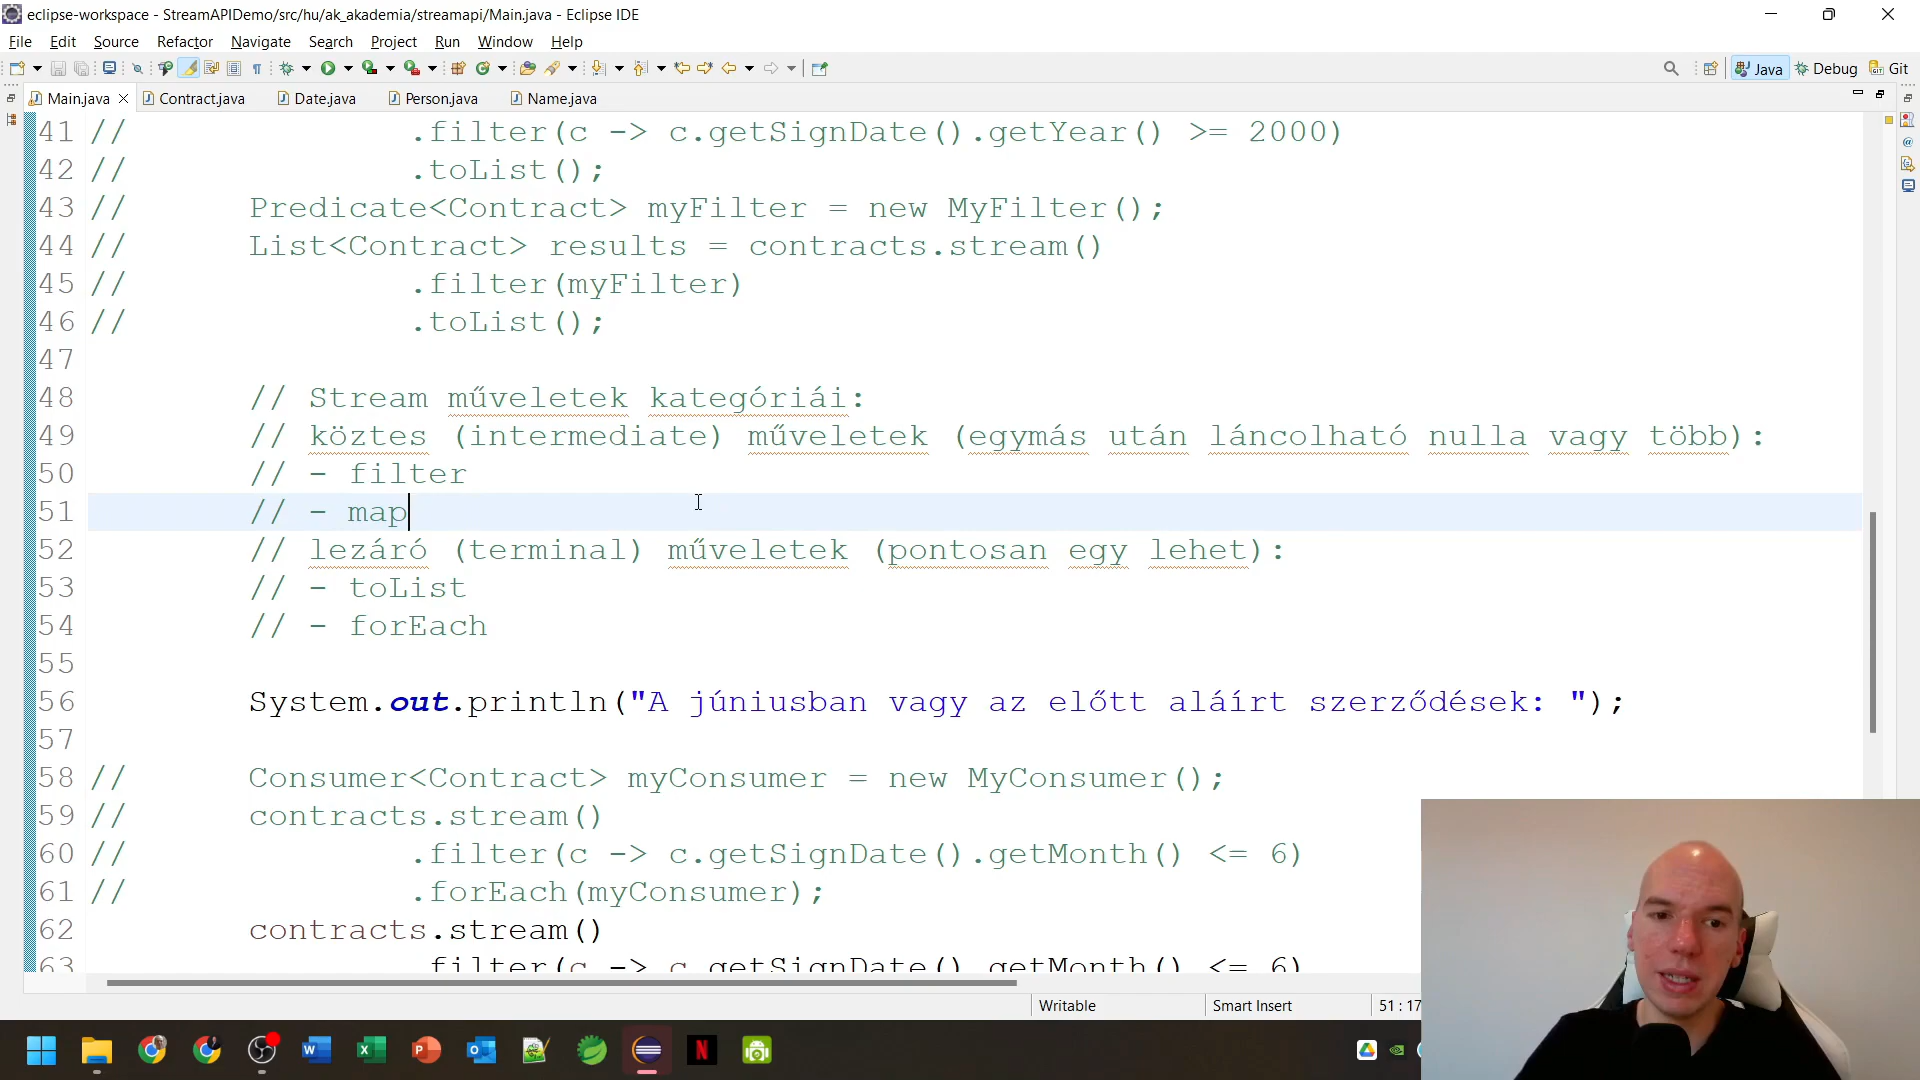 eclipse-workspace - StreamAPIDemo/src/hu/ak_akademia/streamapi/Main.java - Eclipse IDE
File Edit Source Refactor Navigate Search Project Run Window Help
Java Debug Git
Main.java Contract.java Date.java Person.java Name.java
41 // .filter(c -> c.getSignDate().getYear() >= 2000)
42 // .toList();
43 // Predicate<Contract> myFilter = new MyFilter();
44 // List<Contract> results = contracts.stream()
45 // .filter(myFilter)
46 // .toList();
47
48 // Stream műveletek kategóriái:
49 // köztes (intermediate) műveletek (egymás után láncolható nulla vagy több):
50 // - filter
51 // - map
52 // lezáró (terminal) műveletek (pontosan egy lehet):
53 // - toList
54 // - forEach
55
56 System.out.println("A júniusban vagy az előtt aláírt szerződések: ");
57
58 // Consumer<Contract> myConsumer = new MyConsumer();
59 // contracts.stream()
60 // .filter(c -> c.getSignDate().getMonth() <= 6)
61 // .forEach(myConsumer);
62 contracts.stream()
63 .filter(c -> c.getSignDate().getMonth() <= 6)
Writable Smart Insert 51 : 17